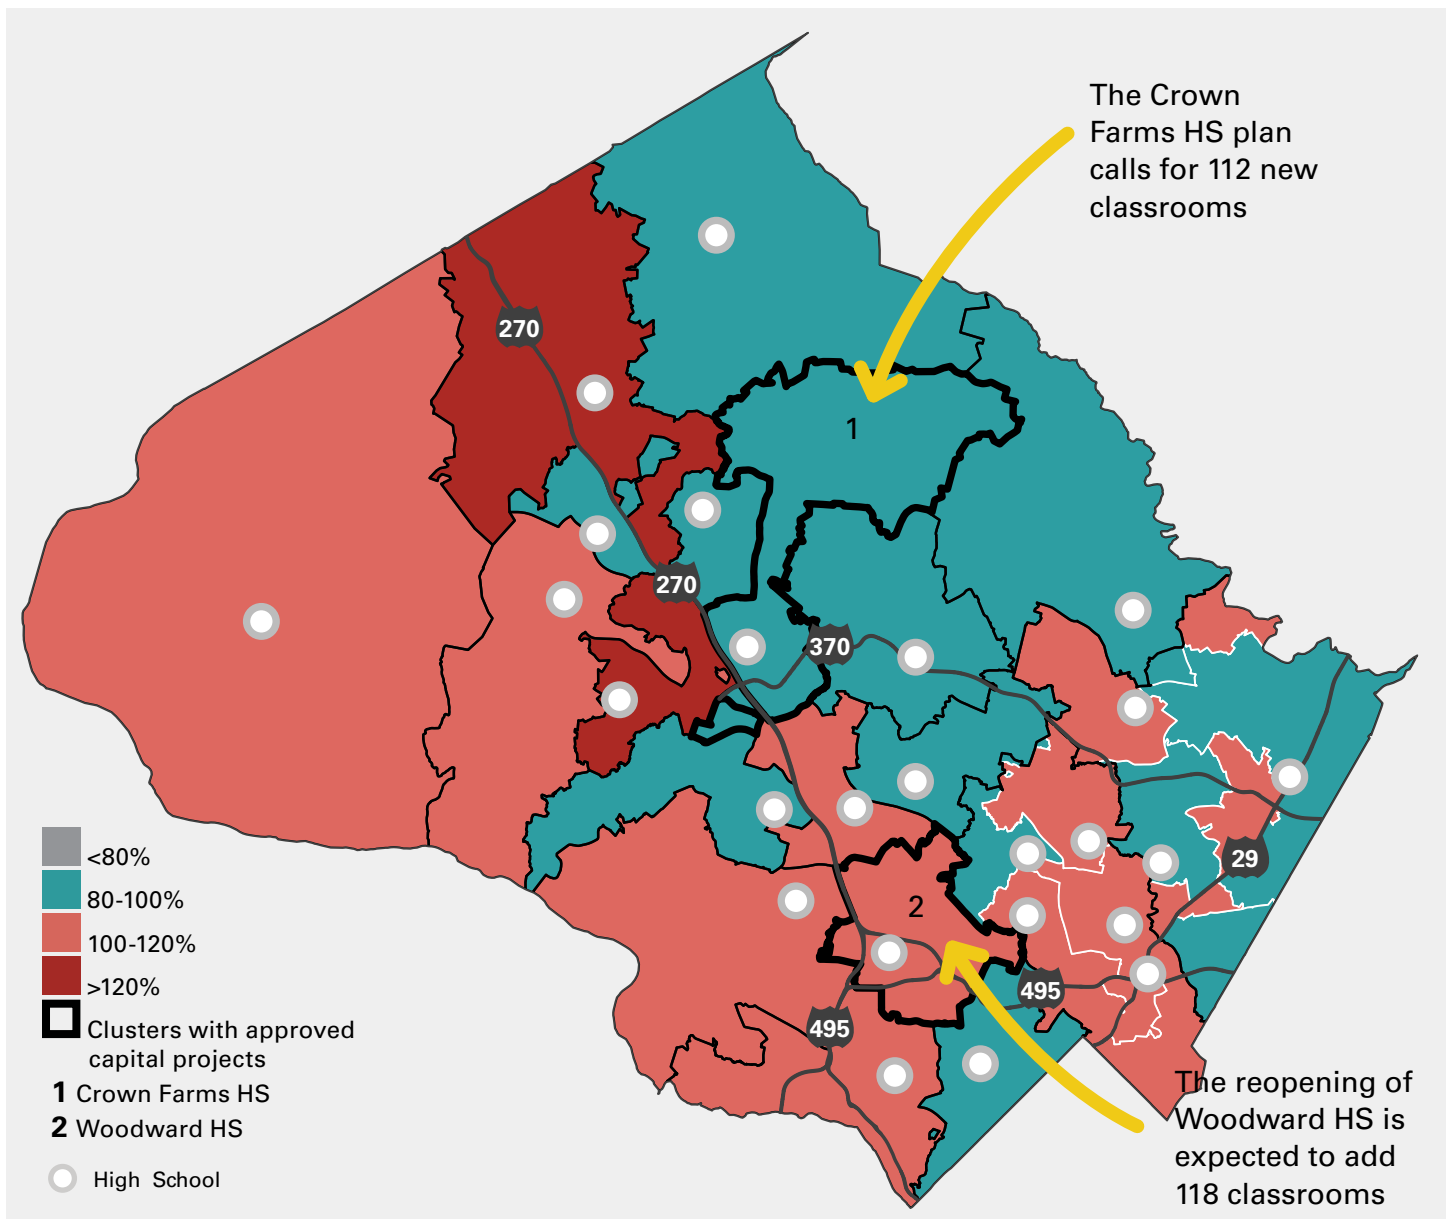 The Crown
Farms HS plan
calls for 112 new
classrooms
270
1
270
370
29
2
495
495
<80%
80-100%
100-120%
>120%
Clusters with approved
capital projects
1 Crown Farms HS
2 Woodward HS
High School
The reopening of
Woodward HS is
expected to add
118 classrooms